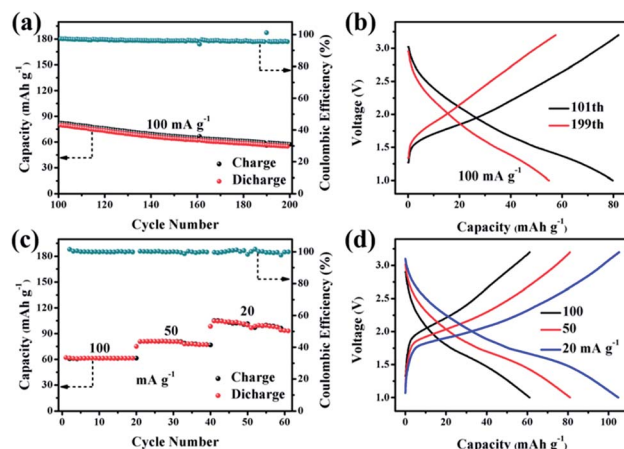 (a)
180
150
120
90
60
30
0
Capacity (mAh g-1)
100
80
60
40
20
0
Coulombic Efficiency (%)
100 mA g-1
Charge
Dicharge
100 120 140 160 180 200
Cycle Number
(b)
3.5
3.0
2.5
2.0
1.5
1.0
Voltage (V)
101th
199th
100 mA g-1
0 20 40 60 80
Capacity (mAh g-1)
(c)
180
150
120
90
60
30
0
Capacity (mAh g-1)
100
80
60
40
20
0
Coulombic Efficiency (%)
100
50
20
mA g-1
Charge
Dicharge
0 10 20 30 40 50 60
Cycle Number
(d)
3.0
2.5
2.0
1.5
1.0
Voltage (V)
100
50
20 mA g-1
0 20 40 60 80 100
Capacity (mAh g-1)